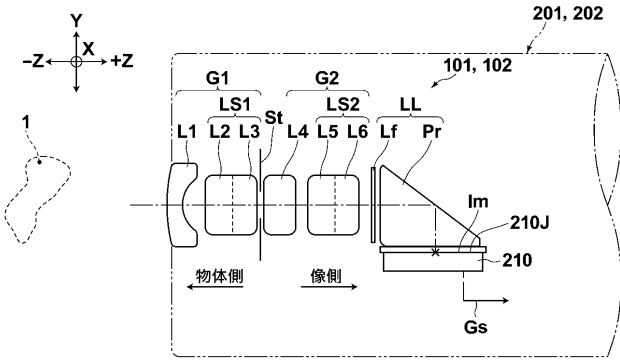 Y
201, 202
X
−Z +Z
101, 102
G1 G2
LS1 LS2 LL
1 St
L1 L2 L3 L4 L5 L6 Lf Pr
Im
210J
210
物体側 像側
Gs